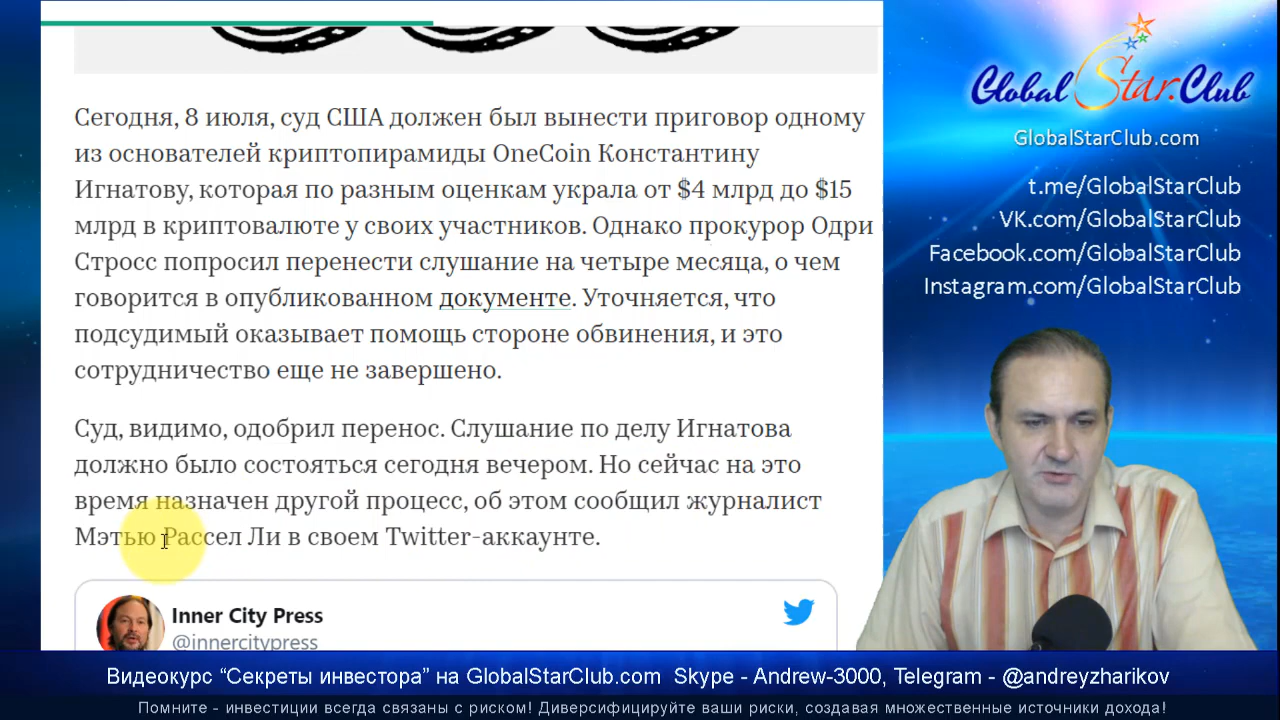 Сегодня, 8 июля, суд США должен был вынести приговор одному
из основателей криптопирамиды OneCoin Константину
Игнатову, которая по разным оценкам украла от $4 млрд до $15
млрд в криптовалюте у своих участников. Однако прокурор Одри
Стросс попросил перенести слушание на четыре месяца, о чем
говорится в опубликованном документе. Уточняется, что
подсудимый оказывает помощь стороне обвинения, и это
сотрудничество еще не завершено.
Суд, видимо, одобрил перенос. Слушание по делу Игнатова
должно было состояться сегодня вечером. Но сейчас на это
время назначен другой процесс, об этом сообщил журналист
Мэтью Рассел Ли в своем Twitter-аккаунте.
Inner City Press
@innercitypress
Global Star.Club
GlobalStarClub.com
t.me/GlobalStarClub
VK.com/GlobalStarClub
Facebook.com/GlobalStarClub
Instagram.com/GlobalStarClub
Видеокурс “Секреты инвестора” на GlobalStarClub.com Skype - Andrew-3000, Telegram - @andreyzharikov
Помните - инвестиции всегда связаны с риском! Диверсифицируйте ваши риски, создавая множественные источники дохода!